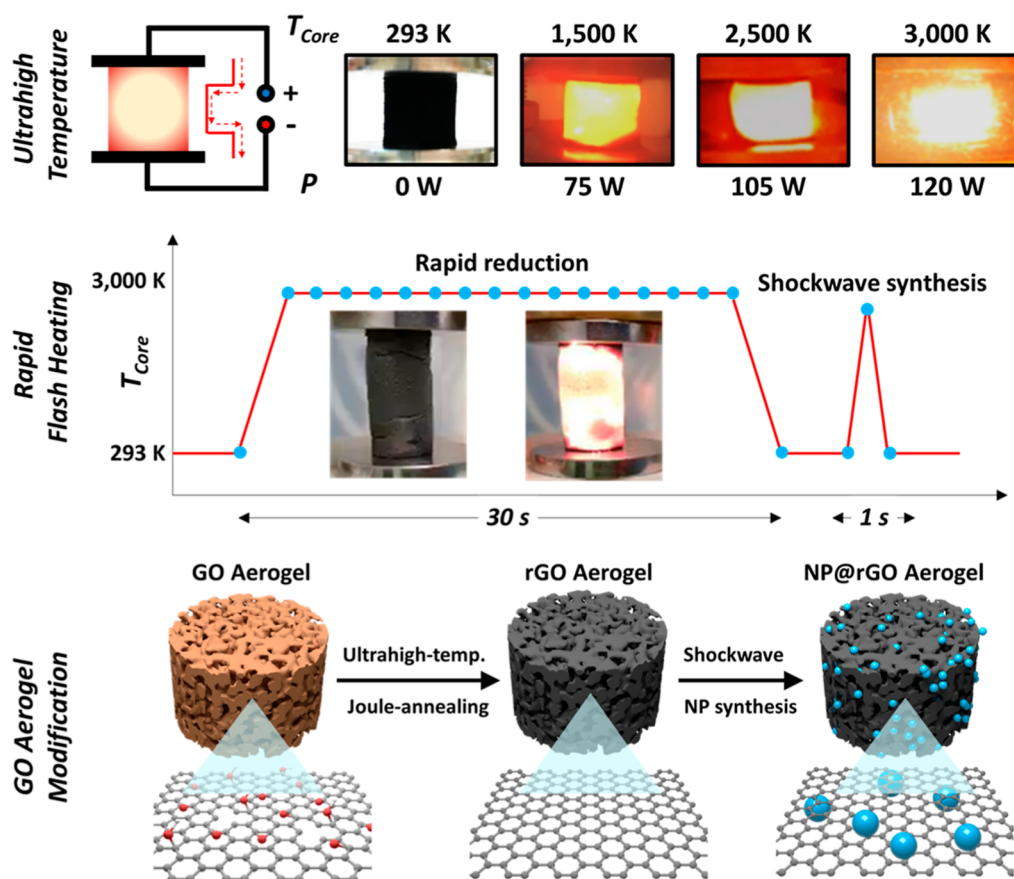 Ultrahigh
Temperature
T_Core
293 K
1,500 K
2,500 K
3,000 K
+
-
P
0 W
75 W
105 W
120 W
Rapid
Flash Heating
T_Core
3,000 K
293 K
Rapid reduction
Shockwave synthesis
30 s
1 s
GO Aerogel
Modification
GO Aerogel
rGO Aerogel
NP@rGO Aerogel
Ultrahigh-temp.
Joule-annealing
Shockwave
NP synthesis